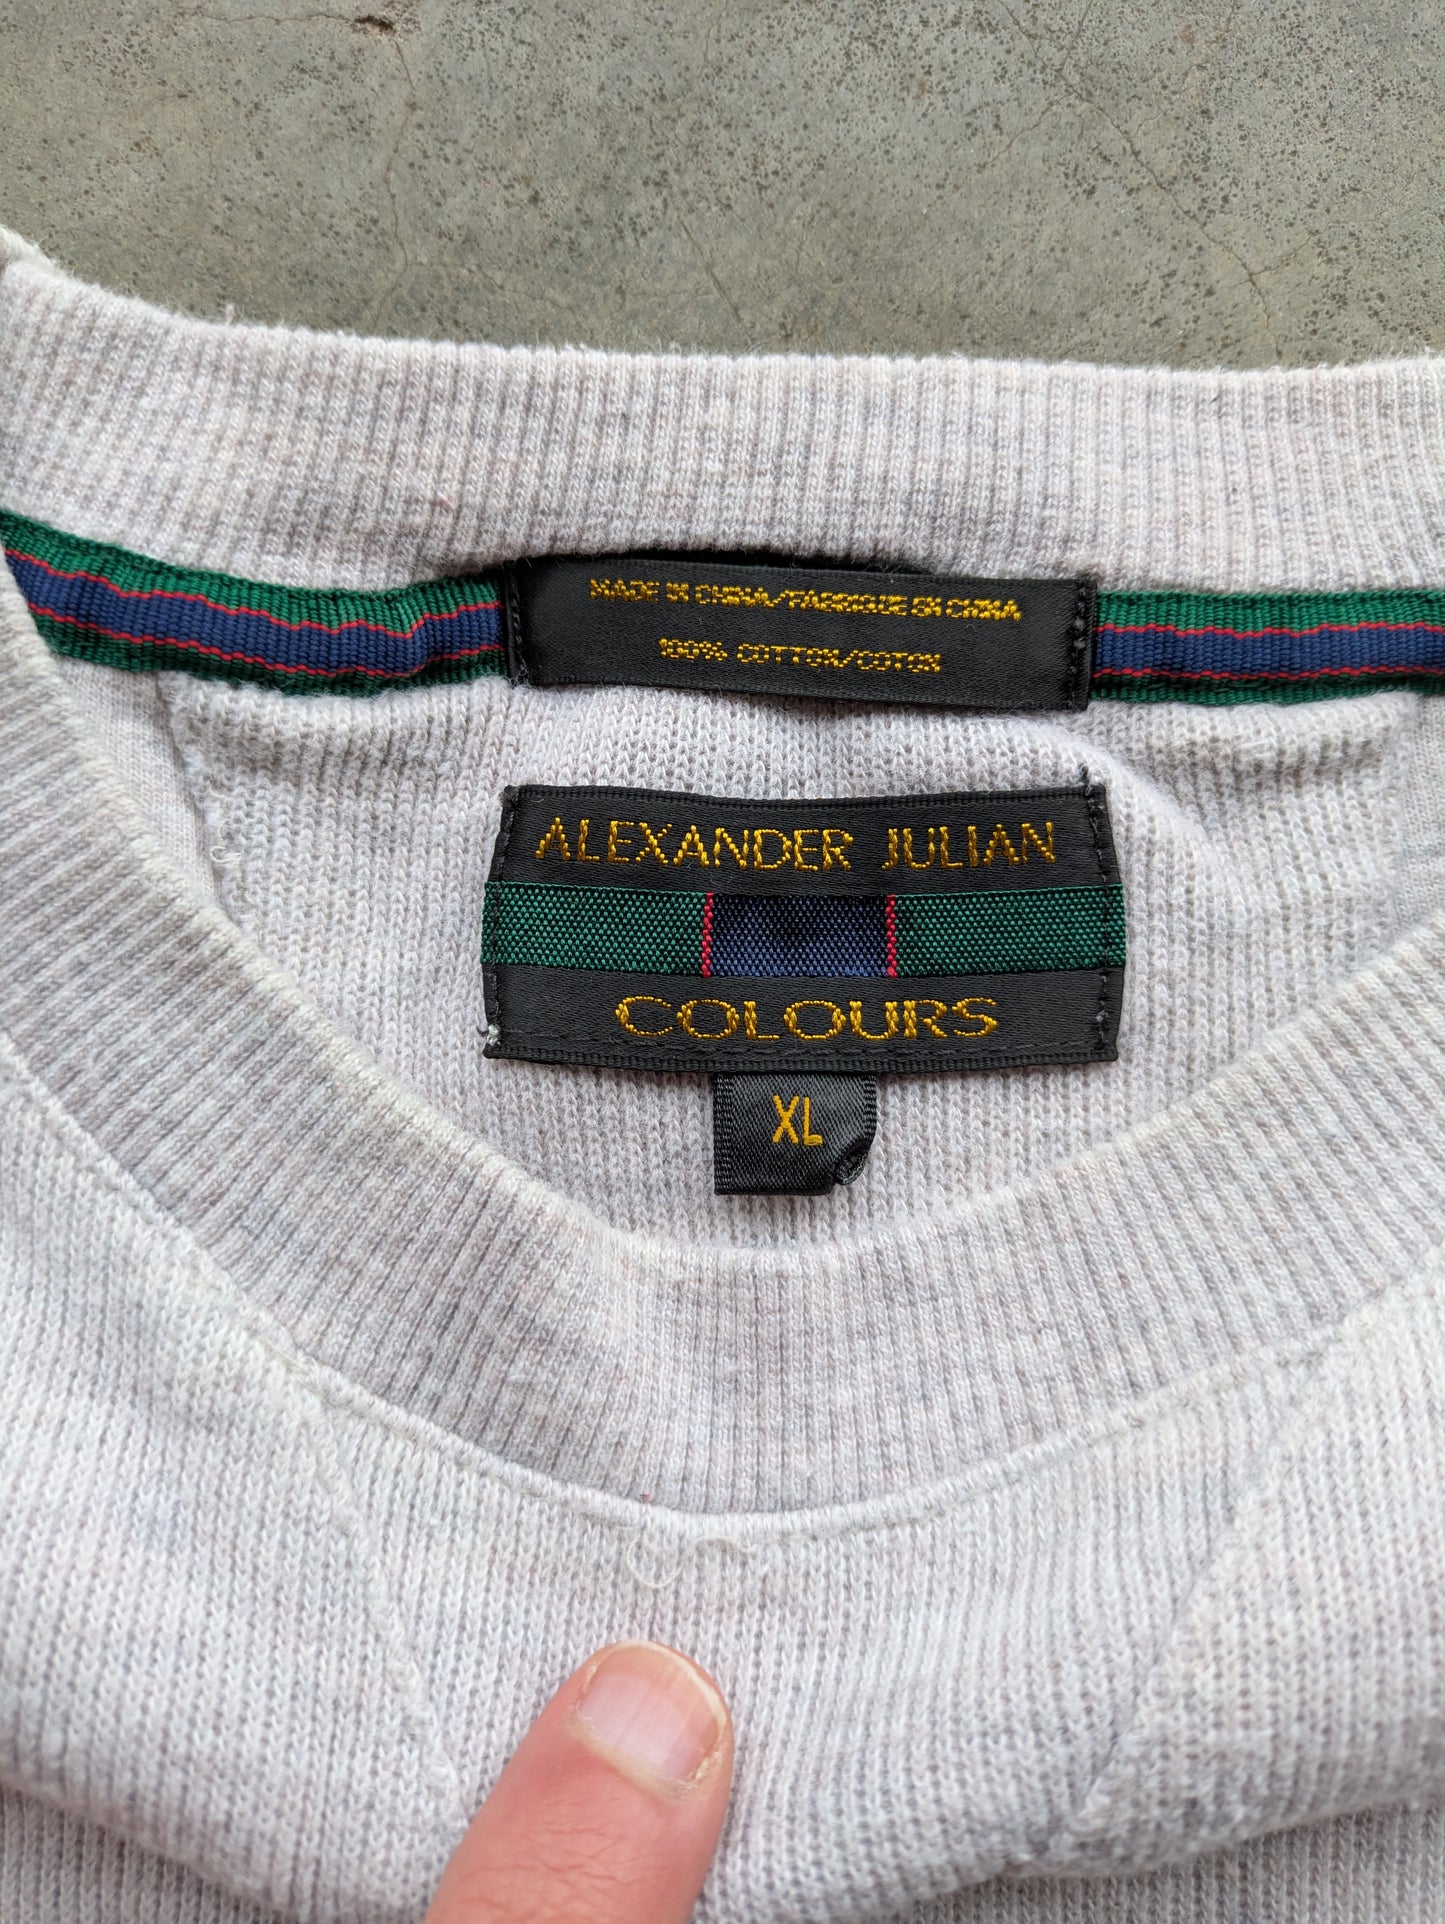 MADE IN CHINA/FABRIQUE EN CHINA
100% COTTON/COTON
ALEXANDER JULIAN
COLOURS
XL